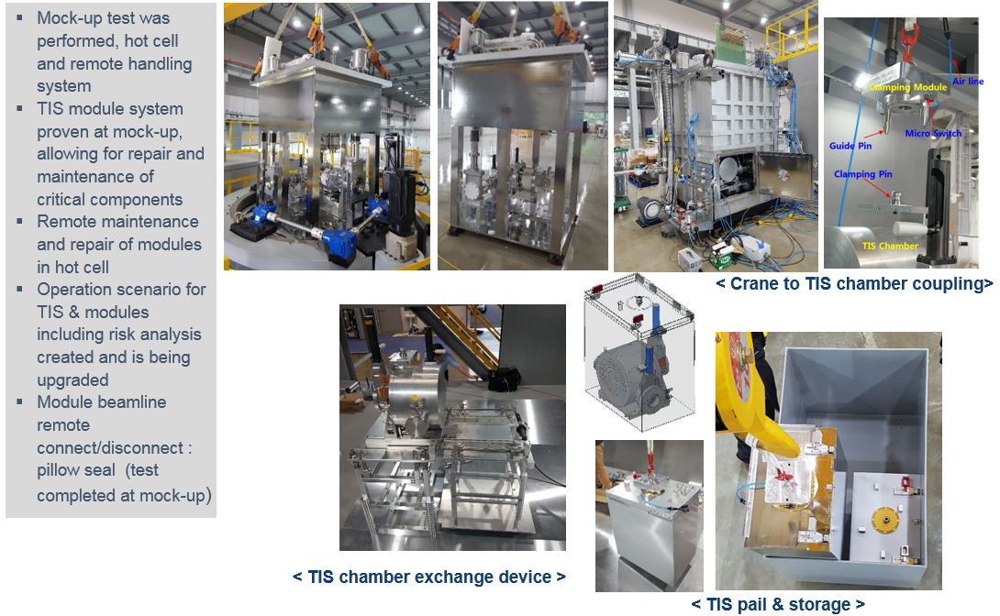 ▪ Mock-up test was
performed, hot cell
and remote handling
system
▪ TIS module system
proven at mock-up,
allowing for repair and
maintenance of
critical components
▪ Remote maintenance
and repair of modules
in hot cell
▪ Operation scenario for
TIS & modules
including risk analysis
created and is being
upgraded
▪ Module beamline
remote
connect/disconnect :
pillow seal (test
completed at mock-up)
Air line
Clamping Module
Micro Switch
Guide Pin
Clamping Pin
TIS Chamber
< Crane to TIS chamber coupling>
< TIS chamber exchange device >
< TIS pail & storage >